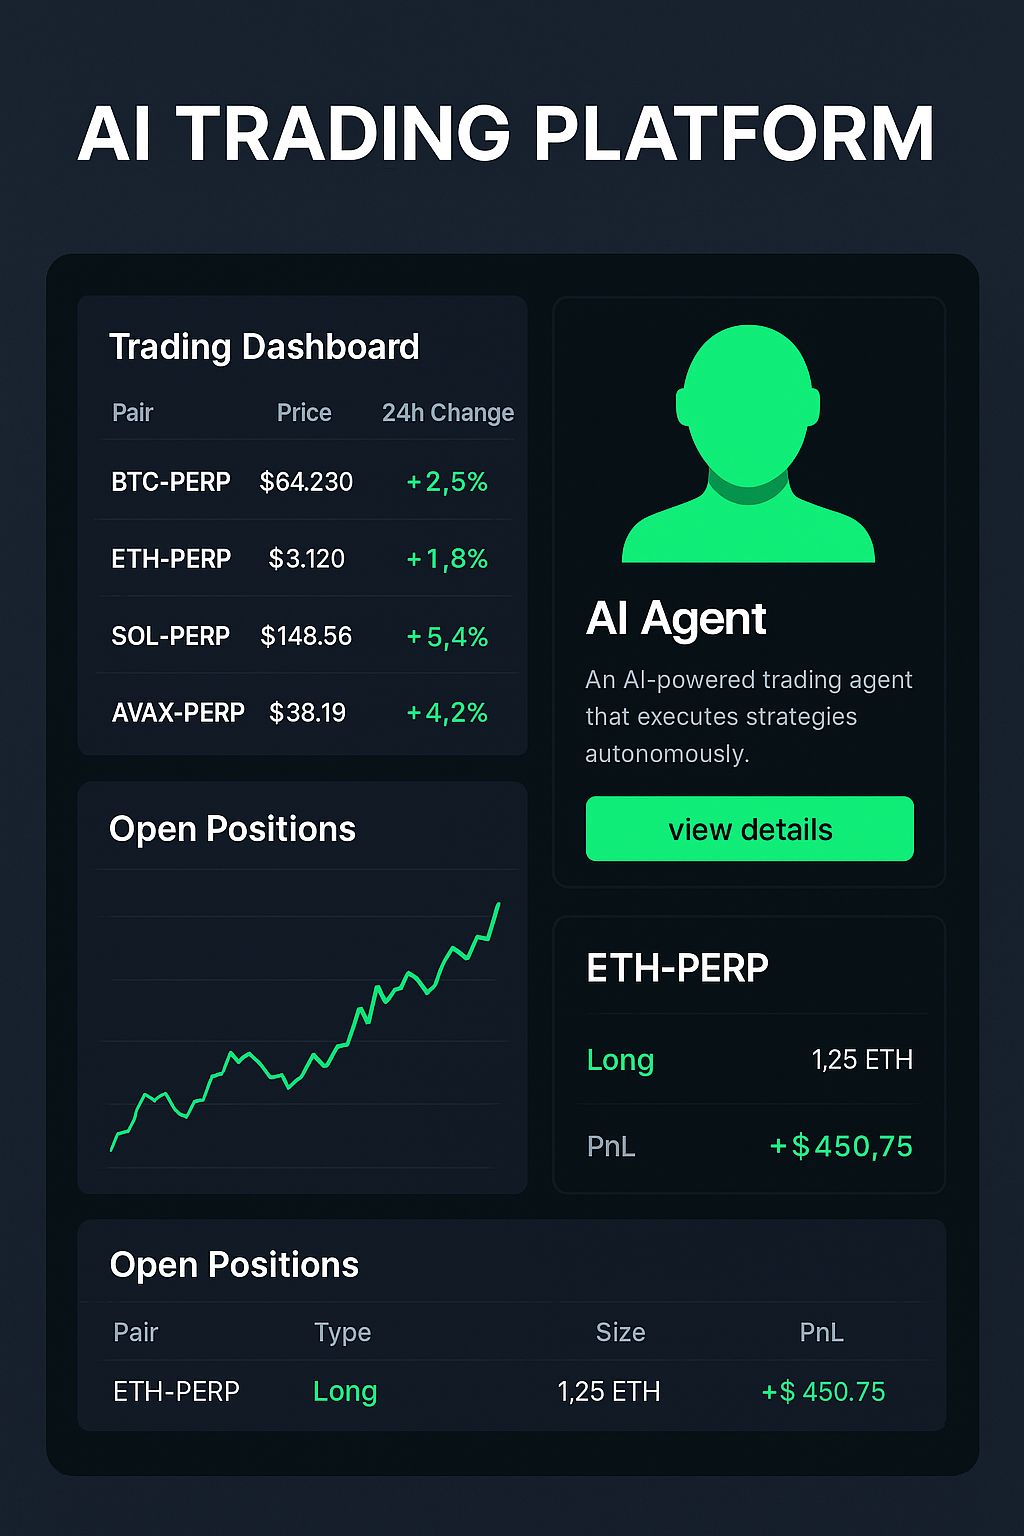 AI TRADING PLATFORM
Trading Dashboard
Pair Price 24h Change
BTC-PERP $64.230 +2,5%
ETH-PERP $3.120 +1,8%
SOL-PERP $148.56 +5,4%
AVAX-PERP $38.19 +4,2%
AI Agent
An AI-powered trading agent
that executes strategies
autonomously.
view details
Open Positions
ETH-PERP
Long 1,25 ETH
PnL +$450,75
Open Positions
Pair Type Size PnL
ETH-PERP Long 1,25 ETH +$ 450.75